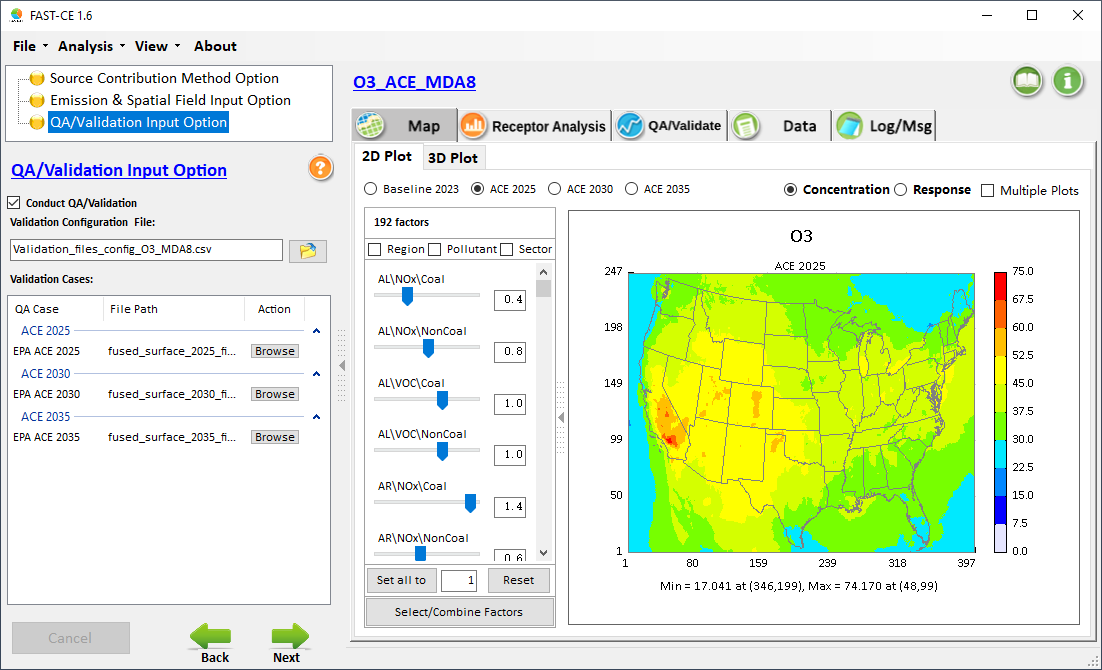 FAST-CE 1.6
File Analysis View About
Source Contribution Method Option
Emission & Spatial Field Input Option
QA/Validation Input Option
QA/Validation Input Option
Conduct QA/Validation
Validation Configuration File:
Validation_files_config_O3_MDA8.csv
Validation Cases:
QA Case File Path Action
ACE 2025
EPA ACE 2025 fused_surface_2025_fi... Browse
ACE 2030
EPA ACE 2030 fused_surface_2030_fi... Browse
ACE 2035
EPA ACE 2035 fused_surface_2035_fi... Browse
Cancel
Back
Next
O3_ACE_MDA8
Map Receptor Analysis QA/Validate Data Log/Msg
2D Plot 3D Plot
Baseline 2023 ACE 2025 ACE 2030 ACE 2035 Concentration Response Multiple Plots
192 factors
Region Pollutant Sector
AL\NOx\Coal
0.4
AL\NOx\NonCoal
0.8
AL\VOC\Coal
1.0
AL\VOC\NonCoal
1.0
AR\NOx\Coal
1.4
AR\NOx\NonCoal
0.6
Set all to 1 Reset
Select/Combine Factors
O3
ACE 2025
247
198
149
99
50
1
1 80 159 239 318 397
75.0
67.5
60.0
52.5
45.0
37.5
30.0
22.5
15.0
7.5
0.0
Min = 17.041 at (346,199), Max = 74.170 at (48,99)